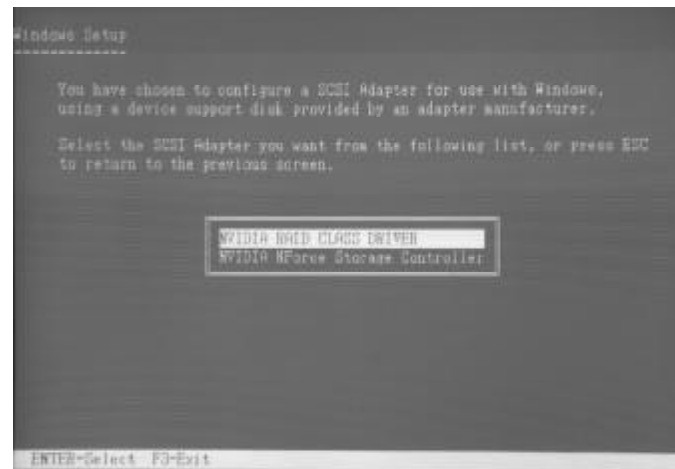 Windows Setup
You have chosen to configure a SCSI Adapter for use with Windows,
using a device support disk provided by an adapter manufacturer.
Select the SCSI Adapter you want from the following list, or press ESC
to return to the previous screen.
NVIDIA RAID CLASS DRIVER
NVIDIA NForce Storage Controller
ENTER=Select F3=Exit